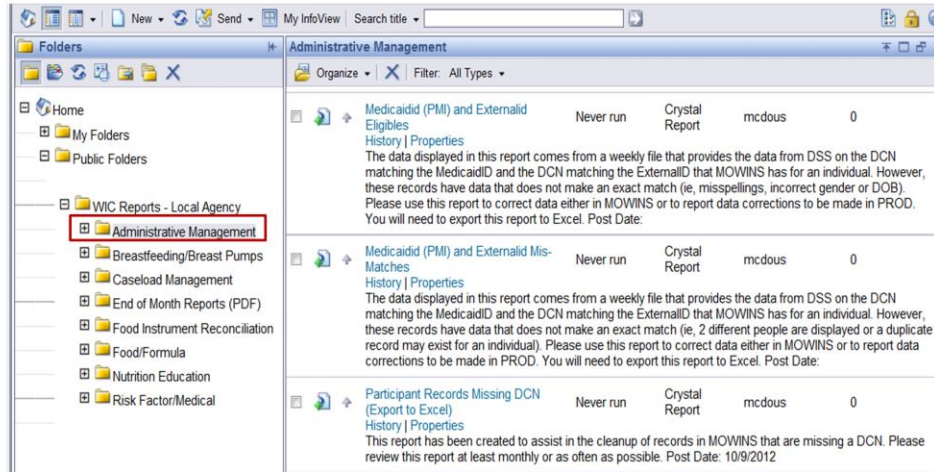 New Send My InfoView Search title
Folders
Home
My Folders
Public Folders
WIC Reports - Local Agency
Administrative Management
Breastfeeding/Breast Pumps
Caseload Management
End of Month Reports (PDF)
Food Instrument Reconciliation
Food/Formula
Nutrition Education
Risk Factor/Medical
Administrative Management
Organize Filter: All Types
Medicaidid (PMI) and Externalid Never run Crystal mcdous 0
Eligibles Report
History | Properties
The data displayed in this report comes from a weekly file that provides the data from DSS on the DCN
matching the MedicaidID and the DCN matching the ExternalID that MOWINS has for an individual. However,
these records have data that does not make an exact match (ie, misspellings, incorrect gender or DOB).
Please use this report to correct data either in MOWINS or to report data corrections to be made in PROD.
You will need to export this report to Excel. Post Date:
Medicaidid (PMI) and Externalid Mis- Never run Crystal mcdous 0
Matches Report
History | Properties
The data displayed in this report comes from a weekly file that provides the data from DSS on the DCN
matching the MedicaidID and the DCN matching the ExternalID that MOWINS has for an individual. However,
these records have data that does not make an exact match (ie, 2 different people are displayed or a duplicate
record may exist for an individual). Please use this report to correct data either in MOWINS or to report data
corrections to be made in PROD. You will need to export this report to Excel. Post Date:
Participant Records Missing DCN Never run Crystal mcdous 0
(Export to Excel) Report
History | Properties
This report has been created to assist in the cleanup of records in MOWINS that are missing a DCN. Please
review this report at least monthly or as often as possible. Post Date: 10/9/2012